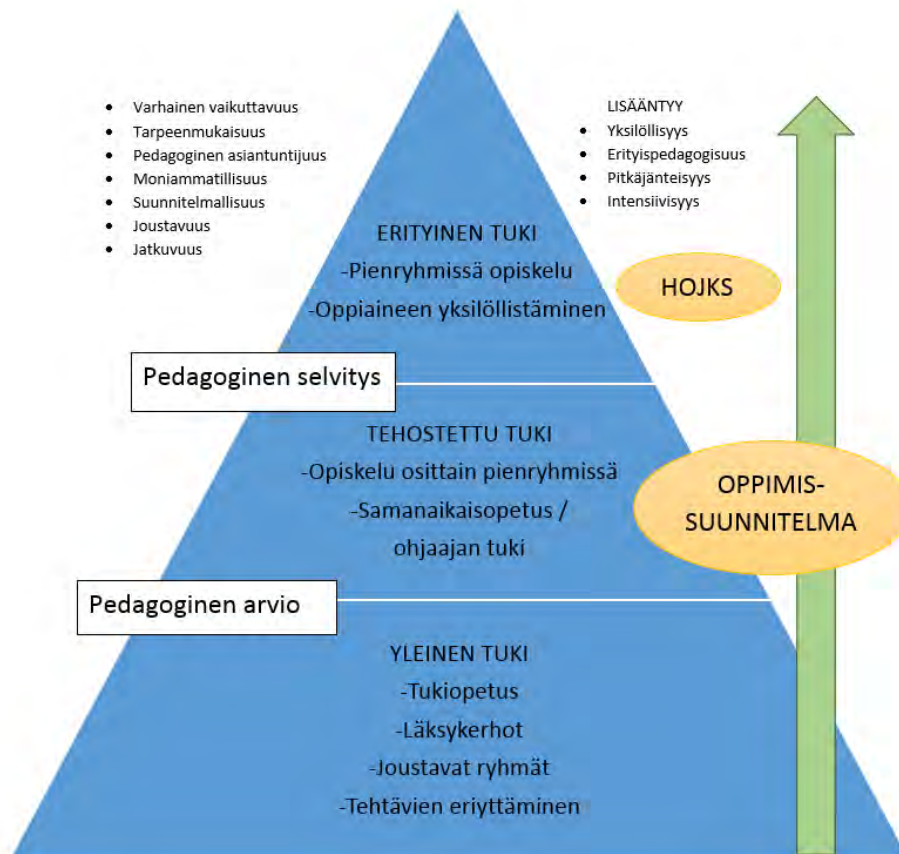 • Varhainen vaikuttavuus
• Tarpeenmukaisuus
• Pedagoginen asiantuntijuus
• Moniammatillisuus
• Suunnitelmallisuus
• Joustavuus
• Jatkuvuus
LISÄÄNTYY
• Yksilöllisyys
• Erityispedagogisuus
• Pitkäjänteisyys
• Intensiivisyys
ERITYINEN TUKI
-Pienryhmissä opiskelu
-Oppiaineen yksilöllistäminen
HOJKS
Pedagoginen selvitys
TEHOSTETTU TUKI
-Opiskelu osittain pienryhmissä
-Samanaikaisopetus /
ohjaajan tuki
OPPIMIS-
SUUNNITELMA
Pedagoginen arvio
YLEINEN TUKI
-Tukiopetus
-Läksykerhot
-Joustavat ryhmät
-Tehtävien eriyttäminen